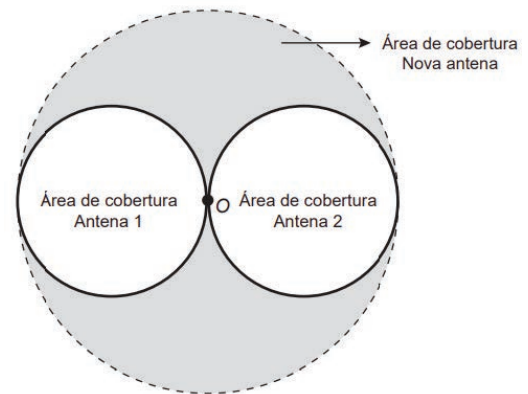 Área de cobertura
Nova antena
Área de cobertura
Antena 1
O
Área de cobertura
Antena 2